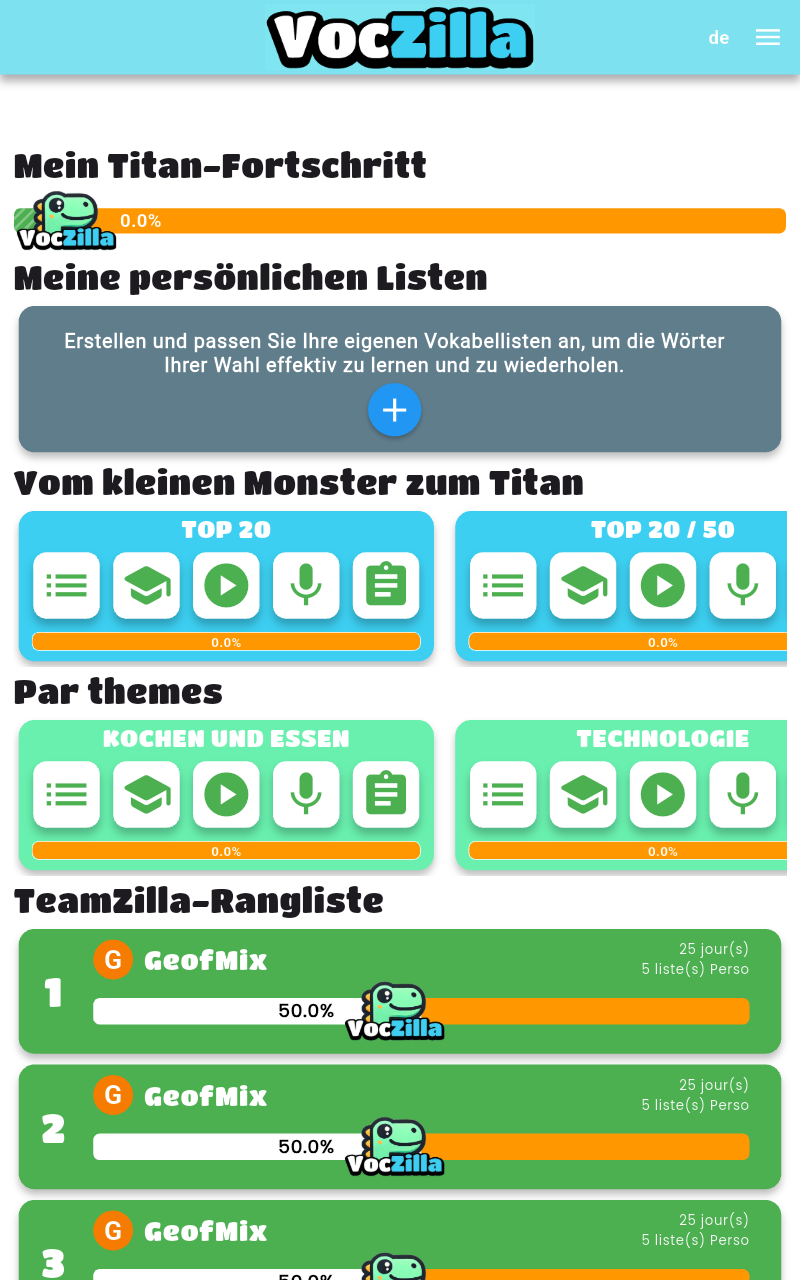 VocZilla
de
Mein Titan-Fortschritt
0.0%
VocZilla
Meine persönlichen Listen
Erstellen und passen Sie Ihre eigenen Vokabellisten an, um die Wörter
Ihrer Wahl effektiv zu lernen und zu wiederholen.
Vom kleinen Monster zum Titan
TOP 20
TOP 20 / 50
0.0%
0.0%
Par themes
KOCHEN UND ESSEN
TECHNOLOGIE
0.0%
0.0%
TeamZilla-Rangliste
1
G
GeofMix
25 jour(s)
5 liste(s) Perso
50.0%
VocZilla
2
G
GeofMix
25 jour(s)
5 liste(s) Perso
50.0%
VocZilla
3
G
GeofMix
25 jour(s)
5 liste(s) Perso
50.0%